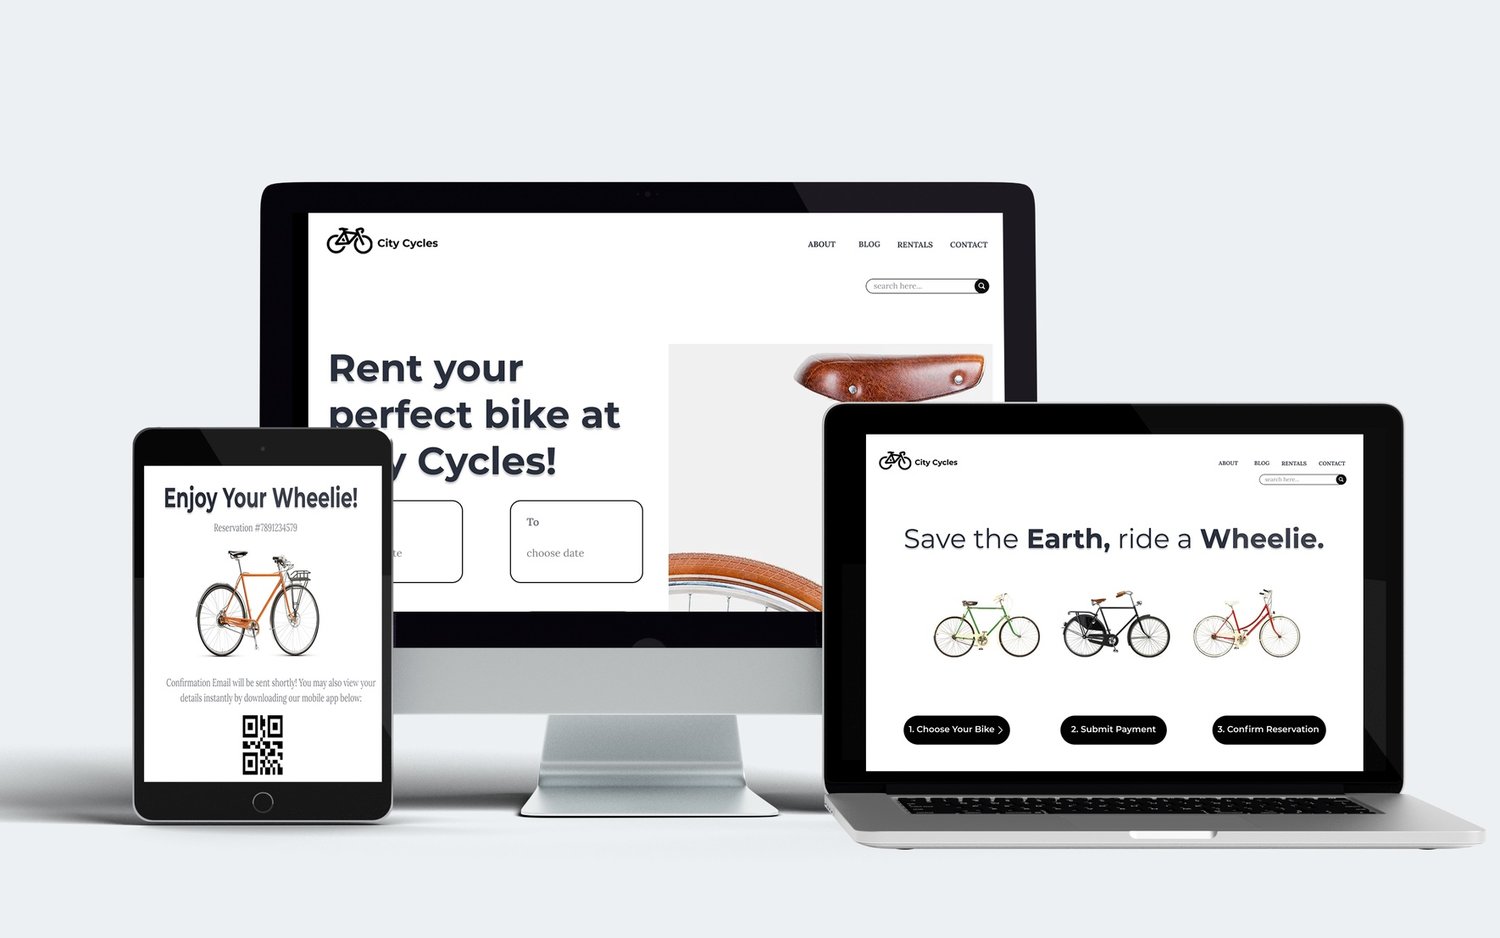 City Cycles
ABOUT BLOG RENTALS CONTACT
search here...
Rent your
perfect bike at
y Cycles!
te
To
choose date
Enjoy Your Wheelie!
Reservation #7891234579
Confirmation Email will be sent shortly! You may also view your
details instantly by downloading our mobile app below:
City Cycles
ABOUT BLOG RENTALS CONTACT
search here...
Save the Earth, ride a Wheelie.
1. Choose Your Bike >
2. Submit Payment
3. Confirm Reservation